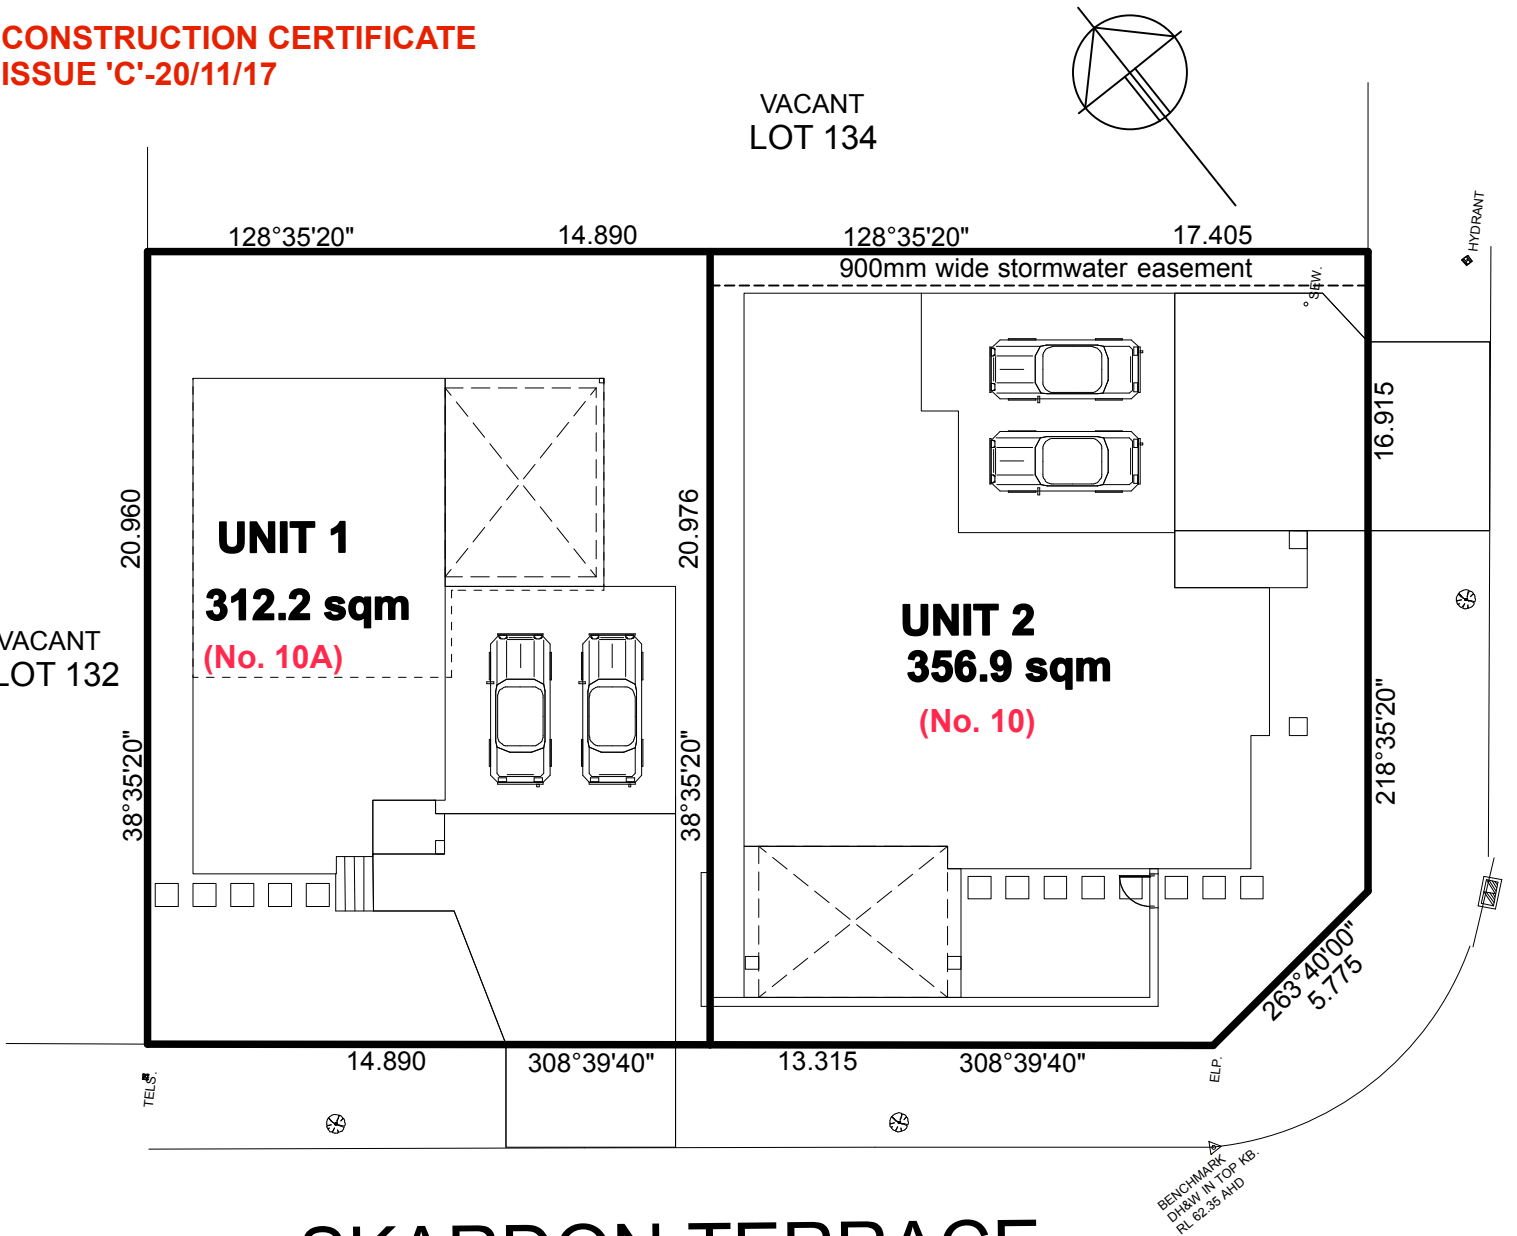 CONSTRUCTION CERTIFICATE
ISSUE 'C'-20/11/17
VACANT
LOT 134
HYDRANT
128°35'20"
14.890
128°35'20"
17.405
900mm wide stormwater easement
SEW.
16.915
20.960
20.976
UNIT 1
312.2 sqm
(No. 10A)
UNIT 2
356.9 sqm
(No. 10)
VACANT
LOT 132
38°35'20"
38°35'20"
218°35'20"
263°40'00"
5.775
14.890
308°39'40"
13.315
308°39'40"
TELS.
ELP.
BENCHMARK
DH&W IN TOP KB.
RL 62.35 AHD
SKARDON TERRACE